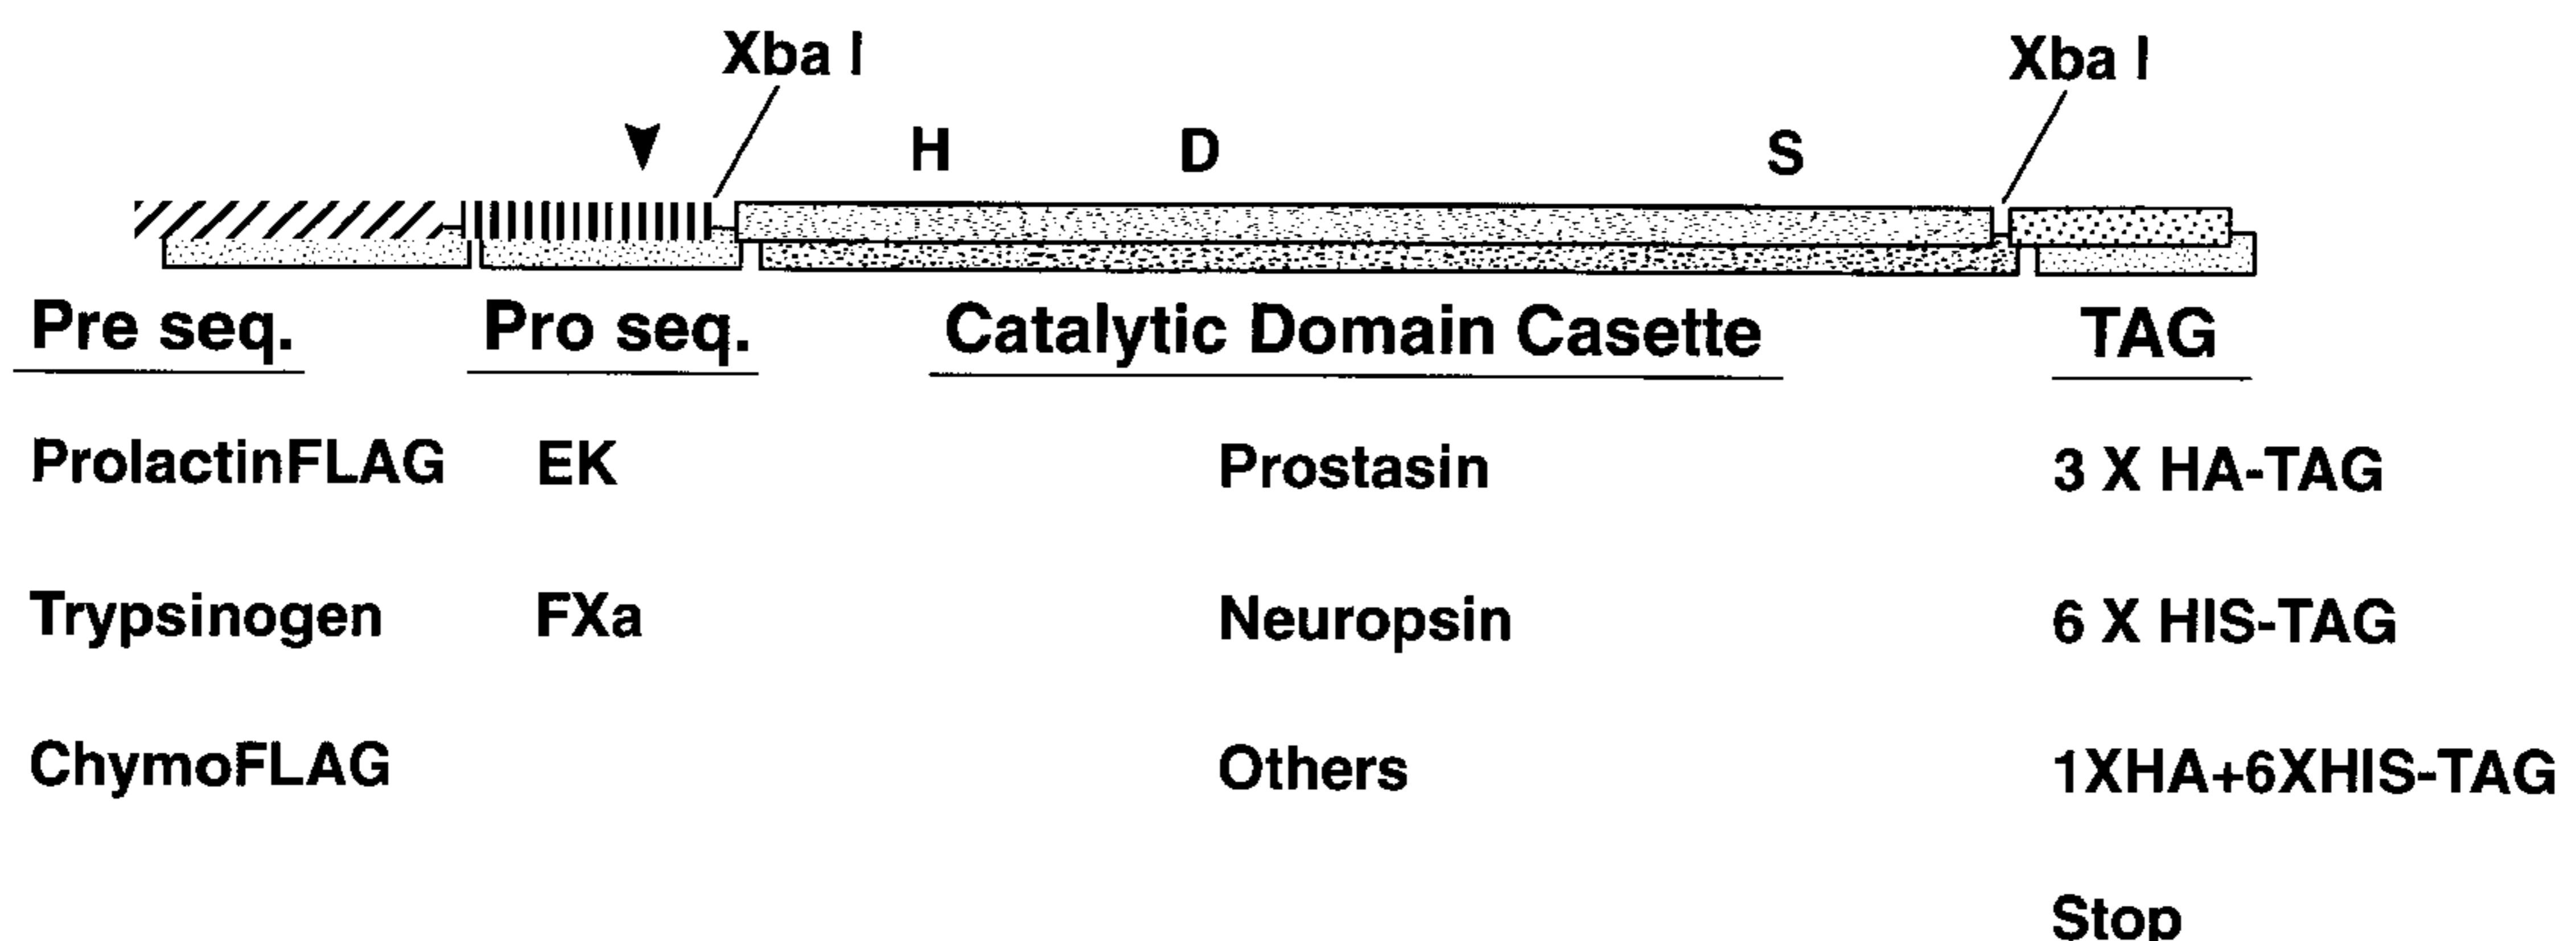 Xba I Xba I
H D S
Pre seq. Pro seq. Catalytic Domain Casette TAG
ProlactinFLAG EK Prostasin 3 X HA-TAG
Trypsinogen FXa Neuropsin 6 X HIS-TAG
ChymoFLAG Others 1XHA+6XHIS-TAG
Stop